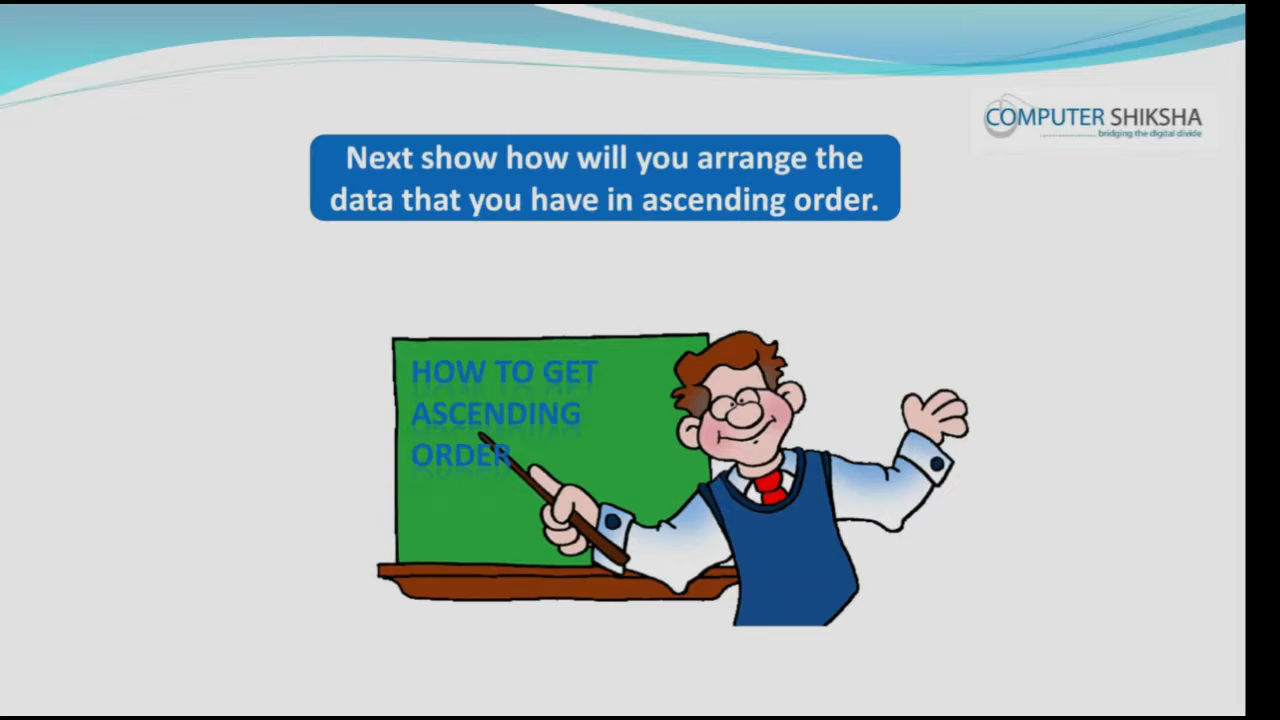 COMPUTER SHIKSHA
bridging the digital divide
Next show how will you arrange the
data that you have in ascending order.
HOW TO GET
ASCENDING
ORDER